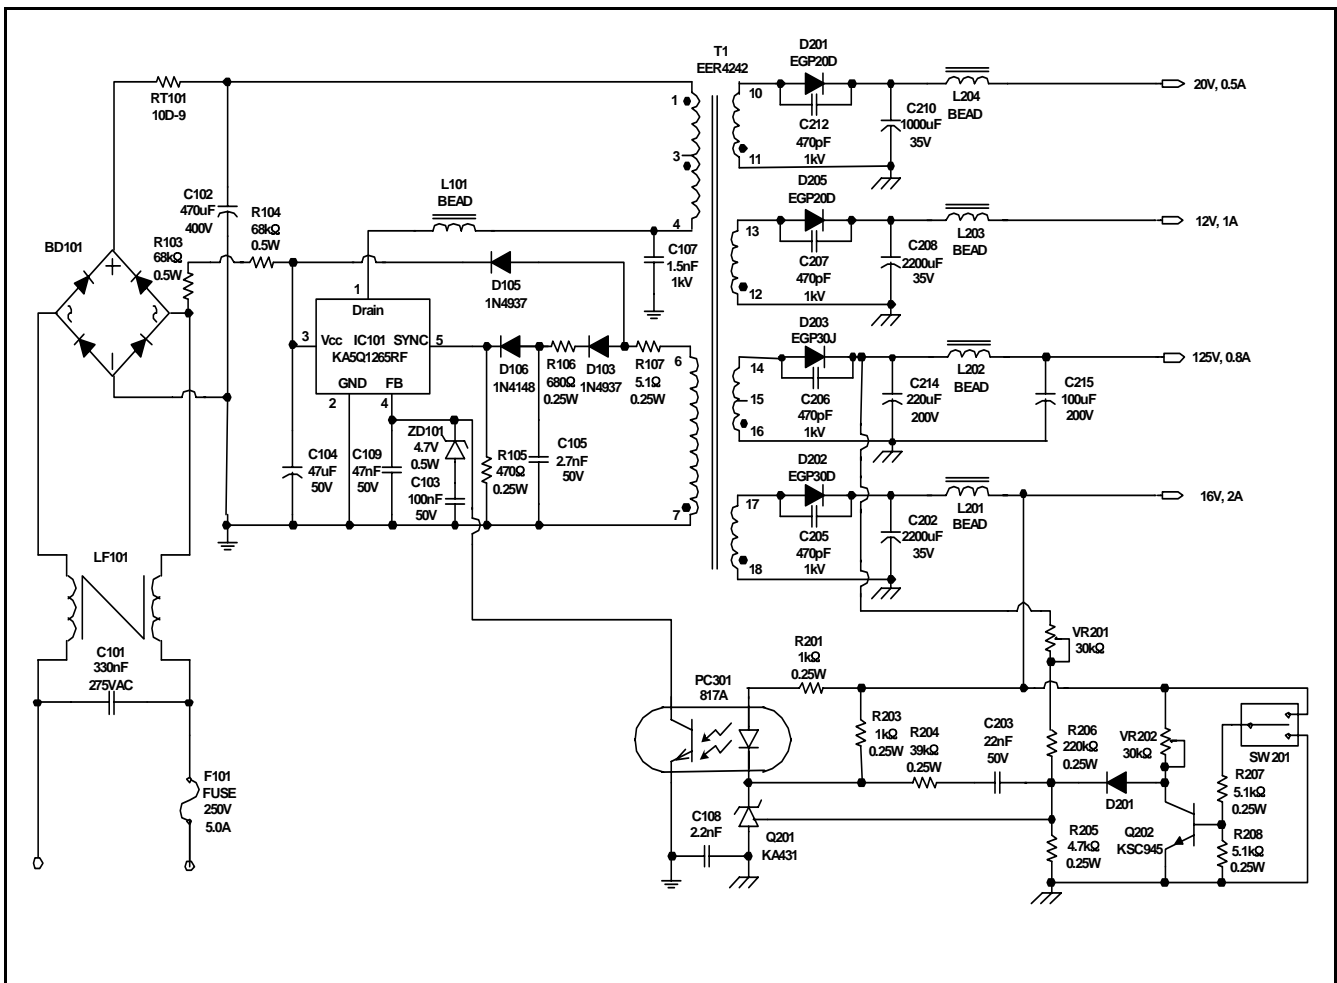 T1
EER4242
D201
EGP20D
10
C212
470pF
1kV
11
C210
1000uF
35V
L204
BEAD
20V, 0.5A
RT101
10D-9
1
3
4
C102
470uF
400V
R103
68kΩ
0.5W
R104
68kΩ
0.5W
L101
BEAD
BD101
C107
1.5nF
1kV
D105
1N4937
D205
EGP20D
13
C207
470pF
1kV
12
C208
2200uF
35V
L203
BEAD
12V, 1A
1
Drain
3
Vcc
IC101
SYNC
5
KA5Q1265RF
GND
FB
2
4
D106
1N4148
R106
680Ω
0.25W
D103
1N4937
R107
5.1Ω
0.25W
6
7
D203
EGP30J
14
15
16
C206
470pF
1kV
C214
220uF
200V
L202
BEAD
C215
100uF
200V
125V, 0.8A
C104
47uF
50V
C109
47nF
50V
ZD101
4.7V
0.5W
C103
100nF
50V
R105
470Ω
0.25W
C105
2.7nF
50V
D202
EGP30D
17
C205
470pF
1kV
18
C202
2200uF
35V
L201
BEAD
16V, 2A
LF101
C101
330nF
275VAC
F101
FUSE
250V
5.0A
PC301
817A
R201
1kΩ
0.25W
VR201
30kΩ
R203
1kΩ
0.25W
R204
39kΩ
0.25W
C203
22nF
50V
R206
220kΩ
0.25W
VR202
30kΩ
SW201
D201
R207
5.1kΩ
0.25W
C108
2.2nF
Q201
KA431
R205
4.7kΩ
0.25W
Q202
KSC945
R208
5.1kΩ
0.25W